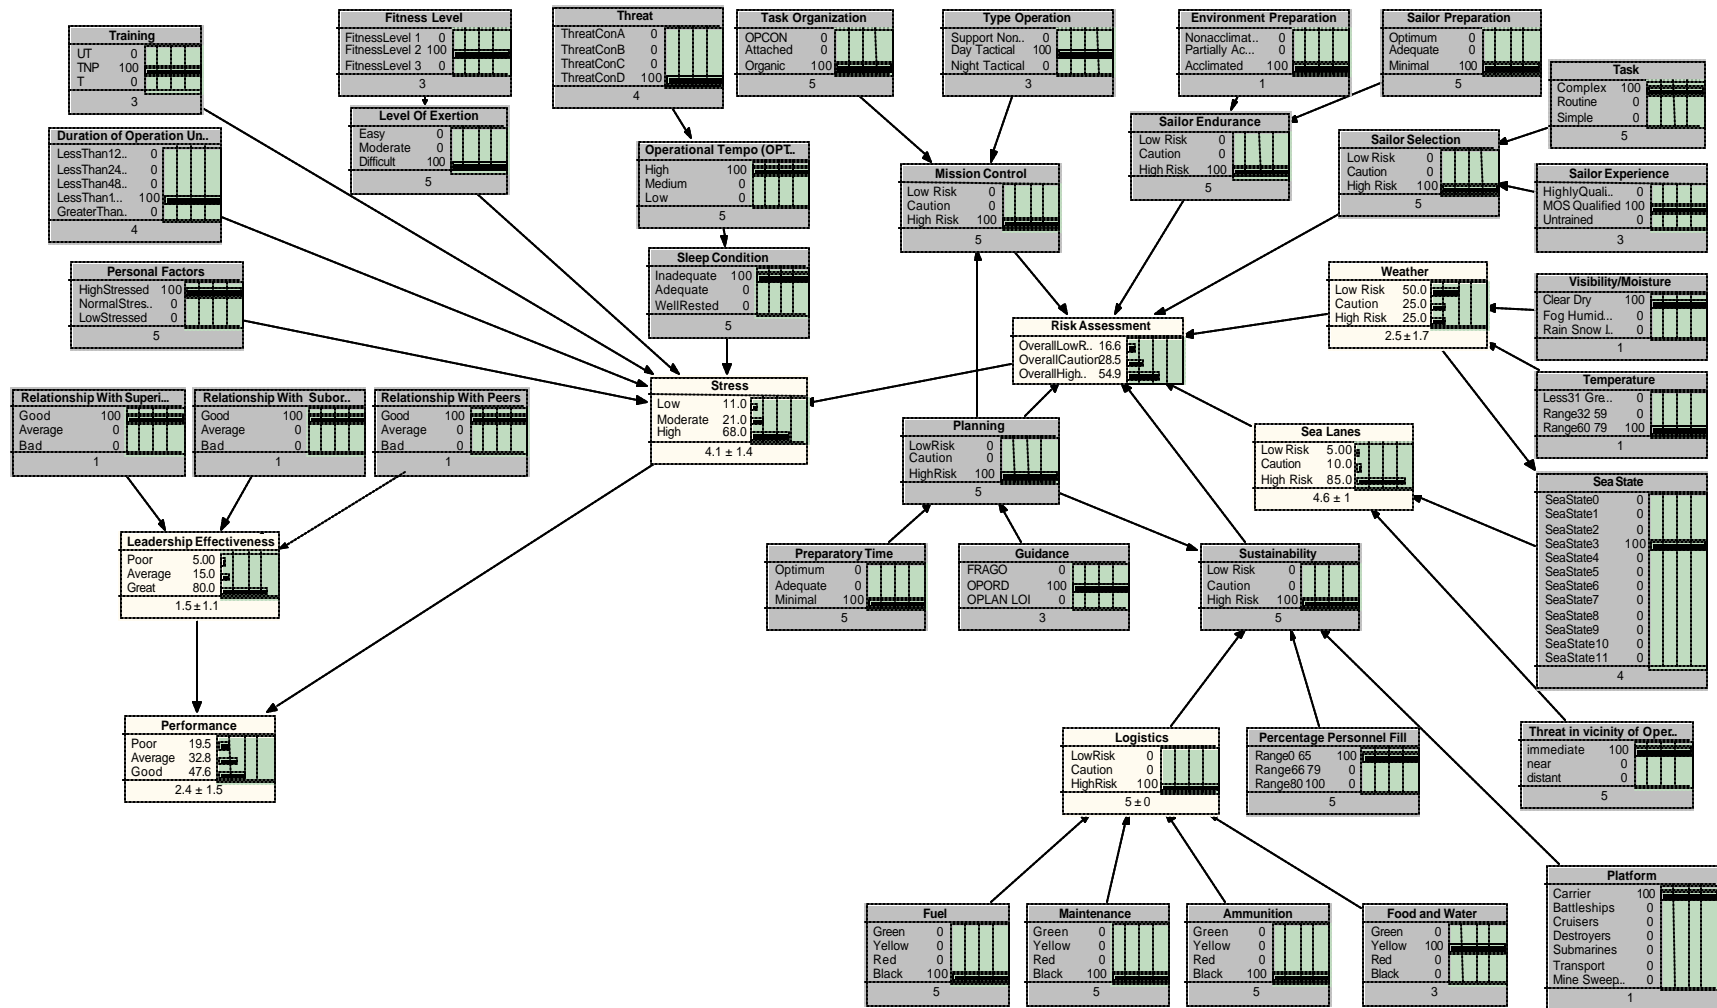 Training
UT 0
TNP 100
T 0
3
Fitness Level
FitnessLevel 1 0
FitnessLevel 2 100
FitnessLevel 3 0
3
Threat
ThreatConA 0
ThreatConB 0
ThreatConC 0
ThreatConD 100
4
Task Organization
OPCON 0
Attached 0
Organic 100
5
Type Operation
Support Non.. 0
Day Tactical 100
Night Tactical 0
3
Environment Preparation
Nonacclimat.. 0
Partially Ac... 0
Acclimated 100
1
Sailor Preparation
Optimum 0
Adequate 0
Minimal 100
5
Task
Complex 100
Routine 0
Simple 0
5
Duration of Operation Un..
LessThan12.. 0
LessThan24.. 0
LessThan48.. 0
LessThan1... 100
GreaterThan.. 0
4
Level Of Exertion
Easy 0
Moderate 0
Difficult 100
5
Operational Tempo (OPT..
High 100
Medium 0
Low 0
5
Mission Control
Low Risk 0
Caution 0
High Risk 100
5
Sailor Endurance
Low Risk 0
Caution 0
High Risk 100
5
Sailor Selection
Low Risk 0
Caution 0
High Risk 100
5
Sailor Experience
HighlyQuali.. 0
MOS Qualified 100
Untrained 0
3
Personal Factors
HighStressed 100
NormalStres.. 0
LowStressed 0
5
Sleep Condition
Inadequate 100
Adequate 0
WellRested 0
5
Weather
Low Risk 50.0
Caution 25.0
High Risk 25.0
2.5 ± 1.7
Visibility/Moisture
Clear Dry 100
Fog Humid... 0
Rain Snow I.. 0
1
Risk Assessment
OverallLowR.. 16.6
OverallCaution 28.5
OverallHigh.. 54.9
Temperature
Less31 Gre... 0
Range32 59 0
Range60 79 100
1
Relationship With Superi...
Good 100
Average 0
Bad 0
1
Relationship With Subor..
Good 100
Average 0
Bad 0
1
Relationship With Peers
Good 100
Average 0
Bad 0
1
Stress
Low 11.0
Moderate 21.0
High 68.0
4.1 ± 1.4
Planning
LowRisk 0
Caution 0
HighRisk 100
5
Sea Lanes
Low Risk 5.00
Caution 10.0
High Risk 85.0
4.6 ± 1
Sea State
SeaState0 0
SeaState1 0
SeaState2 0
SeaState3 100
SeaState4 0
SeaState5 0
SeaState6 0
SeaState7 0
SeaState8 0
SeaState9 0
SeaState10 0
SeaState11 0
4
Leadership Effectiveness
Poor 5.00
Average 15.0
Great 80.0
1.5 ± 1.1
Preparatory Time
Optimum 0
Adequate 0
Minimal 100
5
Guidance
FRAGO 0
OPORD 100
OPLAN LOI 0
3
Sustainability
Low Risk 0
Caution 0
High Risk 100
5
Performance
Poor 19.5
Average 32.8
Good 47.6
2.4 ± 1.5
Logistics
LowRisk 0
Caution 0
HighRisk 100
5 ± 0
Percentage Personnel Fill
Range0 65 100
Range66 79 0
Range80 100 0
5
Threat in vicinity of Oper..
immediate 100
near 0
distant 0
5
Fuel
Green 0
Yellow 0
Red 0
Black 100
5
Maintenance
Green 0
Yellow 0
Red 0
Black 100
5
Ammunition
Green 0
Yellow 0
Red 0
Black 100
5
Food and Water
Green 0
Yellow 100
Red 0
Black 0
3
Platform
Carrier 100
Battleships 0
Cruisers 0
Destroyers 0
Submarines 0
Transport 0
Mine Sweep.. 0
1